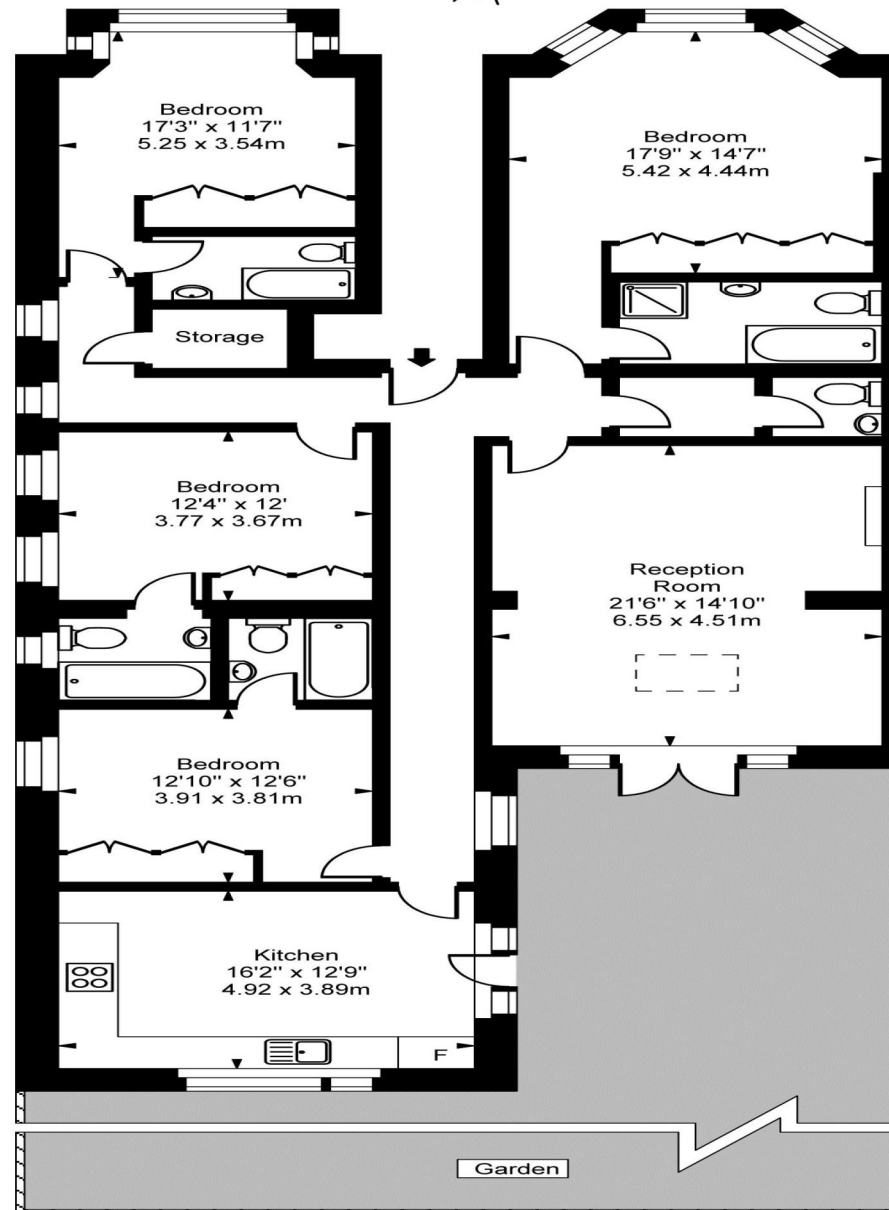 Bedroom
17'3" x 11'7"
5.25 x 3.54m
Bedroom
17'9" x 14'7"
5.42 x 4.44m
Storage
Bedroom
12'4" x 12'
3.77 x 3.67m
Reception
Room
21'6" x 14'10"
6.55 x 4.51m
Bedroom
12'10" x 12'6"
3.91 x 3.81m
Kitchen
16'2" x 12'9"
4.92 x 3.89m
F
Garden